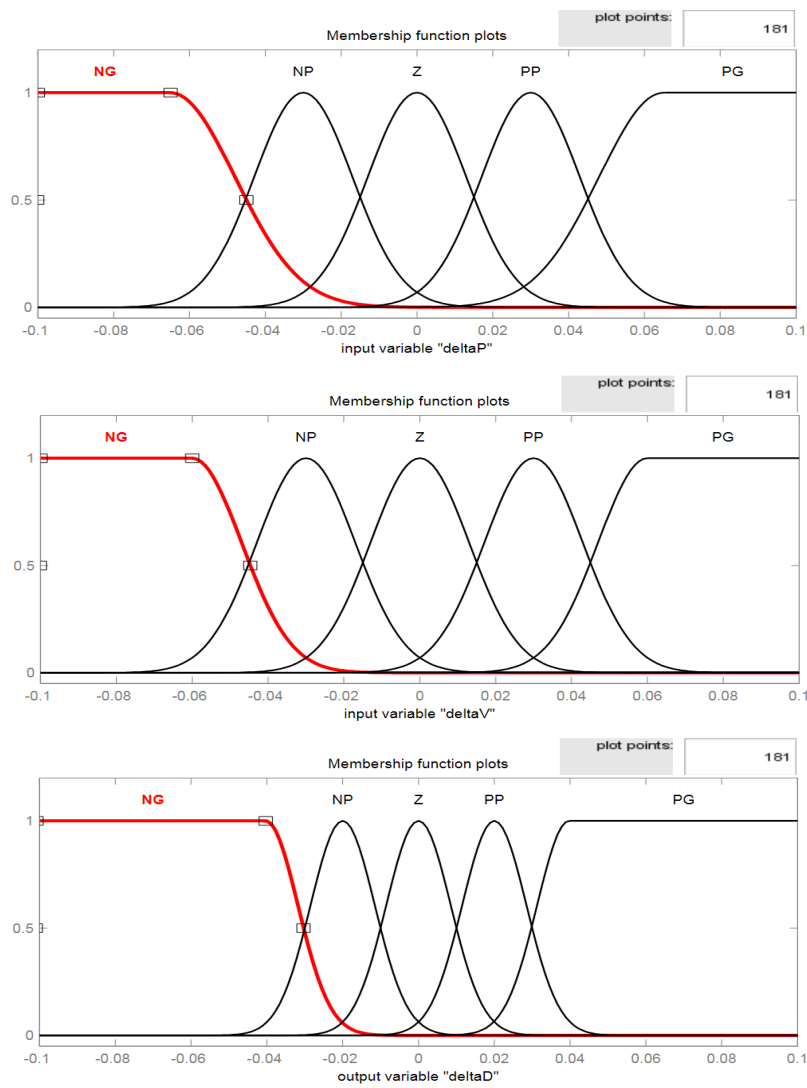 plot points: 181
Membership function plots
NG NP Z PP PG
1
0.5
0
-0.1 -0.08 -0.06 -0.04 -0.02 0 0.02 0.04 0.06 0.08 0.1
input variable "deltaP"
plot points: 181
Membership function plots
NG NP Z PP PG
1
0.5
0
-0.1 -0.08 -0.06 -0.04 -0.02 0 0.02 0.04 0.06 0.08 0.1
input variable "deltaV"
plot points: 181
Membership function plots
NG NP Z PP PG
1
0.5
0
-0.1 -0.08 -0.06 -0.04 -0.02 0 0.02 0.04 0.06 0.08 0.1
output variable "deltaD"